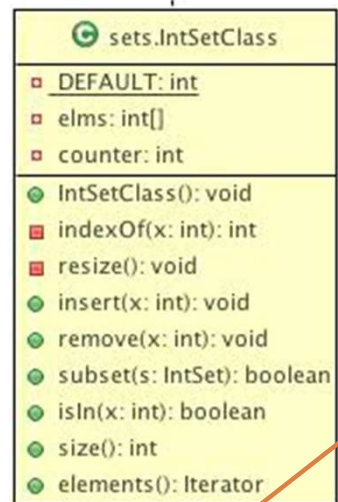 C sets.IntSetClass
DEFAULT: int
elms: int[]
counter: int
IntSetClass(): void
indexOf(x: int): int
resize(): void
insert(x: int): void
remove(x: int): void
subset(s: IntSet): boolean
isIn(x: int): boolean
size(): int
elements(): Iterator